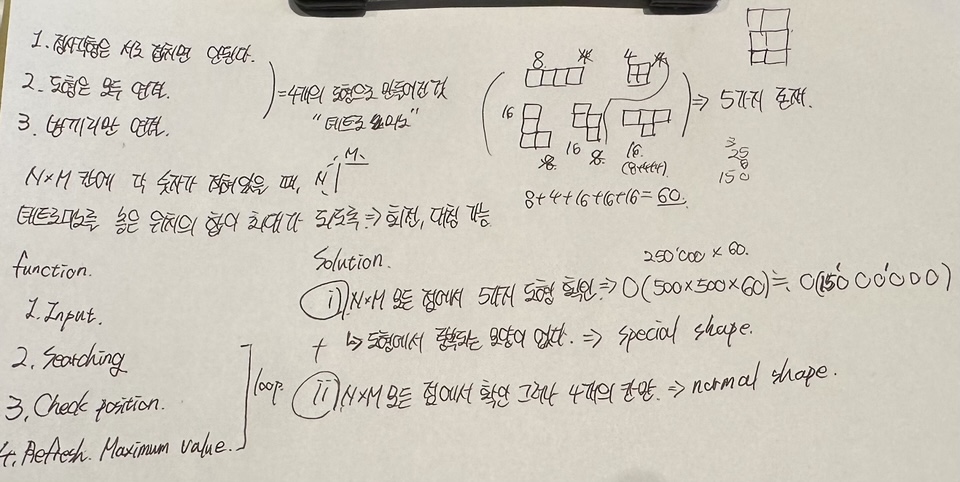 1. 정사각형은 서로 겹치면 안된다.
2. 도형은 모두 연결.
3. 변끼리만 연결.
=4개의 도형으로 만들어진 것
"테트로미노"
8
4
16
16
16
(8+4+4)
8+4+16+16+16=60
⇒ 5가지 존재.
3
25
6
150
N×M 칸에 각 숫자가 적혀있을 때,
N
M
테트로미노를 놓은 위치의 합이 최대가 되도록 ⇒ 회전, 대칭 가능
function.
1. Input.
2. Searching
3. Check position.
4. Refresh. Maximum value.
loop.
Solution.
250'000 × 60.
i) N×M 모든 점에서 5가지 도형 확인 ⇒ O(500×500×60) ≒ O(15'000'000)
+ ↳ 도형에서 중복되는 모양이 없다. ⇒ special shape.
ii) N×M 모든 점에서 확인 그러나 4개의 칸만. ⇒ normal shape.